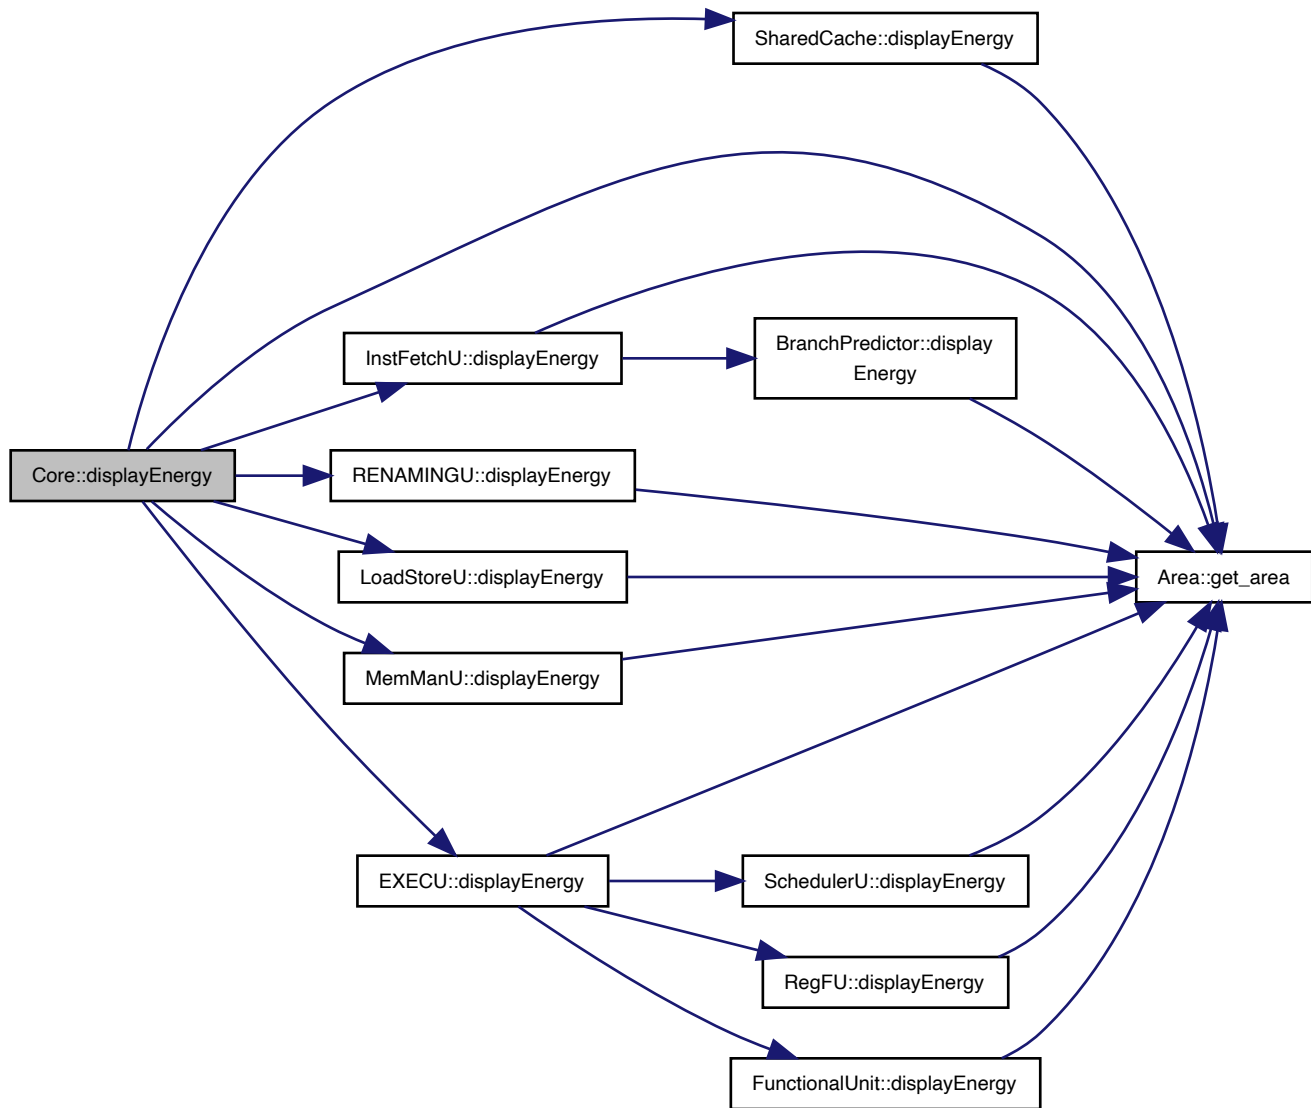 SharedCache::displayEnergy
InstFetchU::displayEnergy
BranchPredictor::display
Energy
Core::displayEnergy
RENAMINGU::displayEnergy
LoadStoreU::displayEnergy
Area::get_area
MemManU::displayEnergy
EXECU::displayEnergy
SchedulerU::displayEnergy
RegFU::displayEnergy
FunctionalUnit::displayEnergy